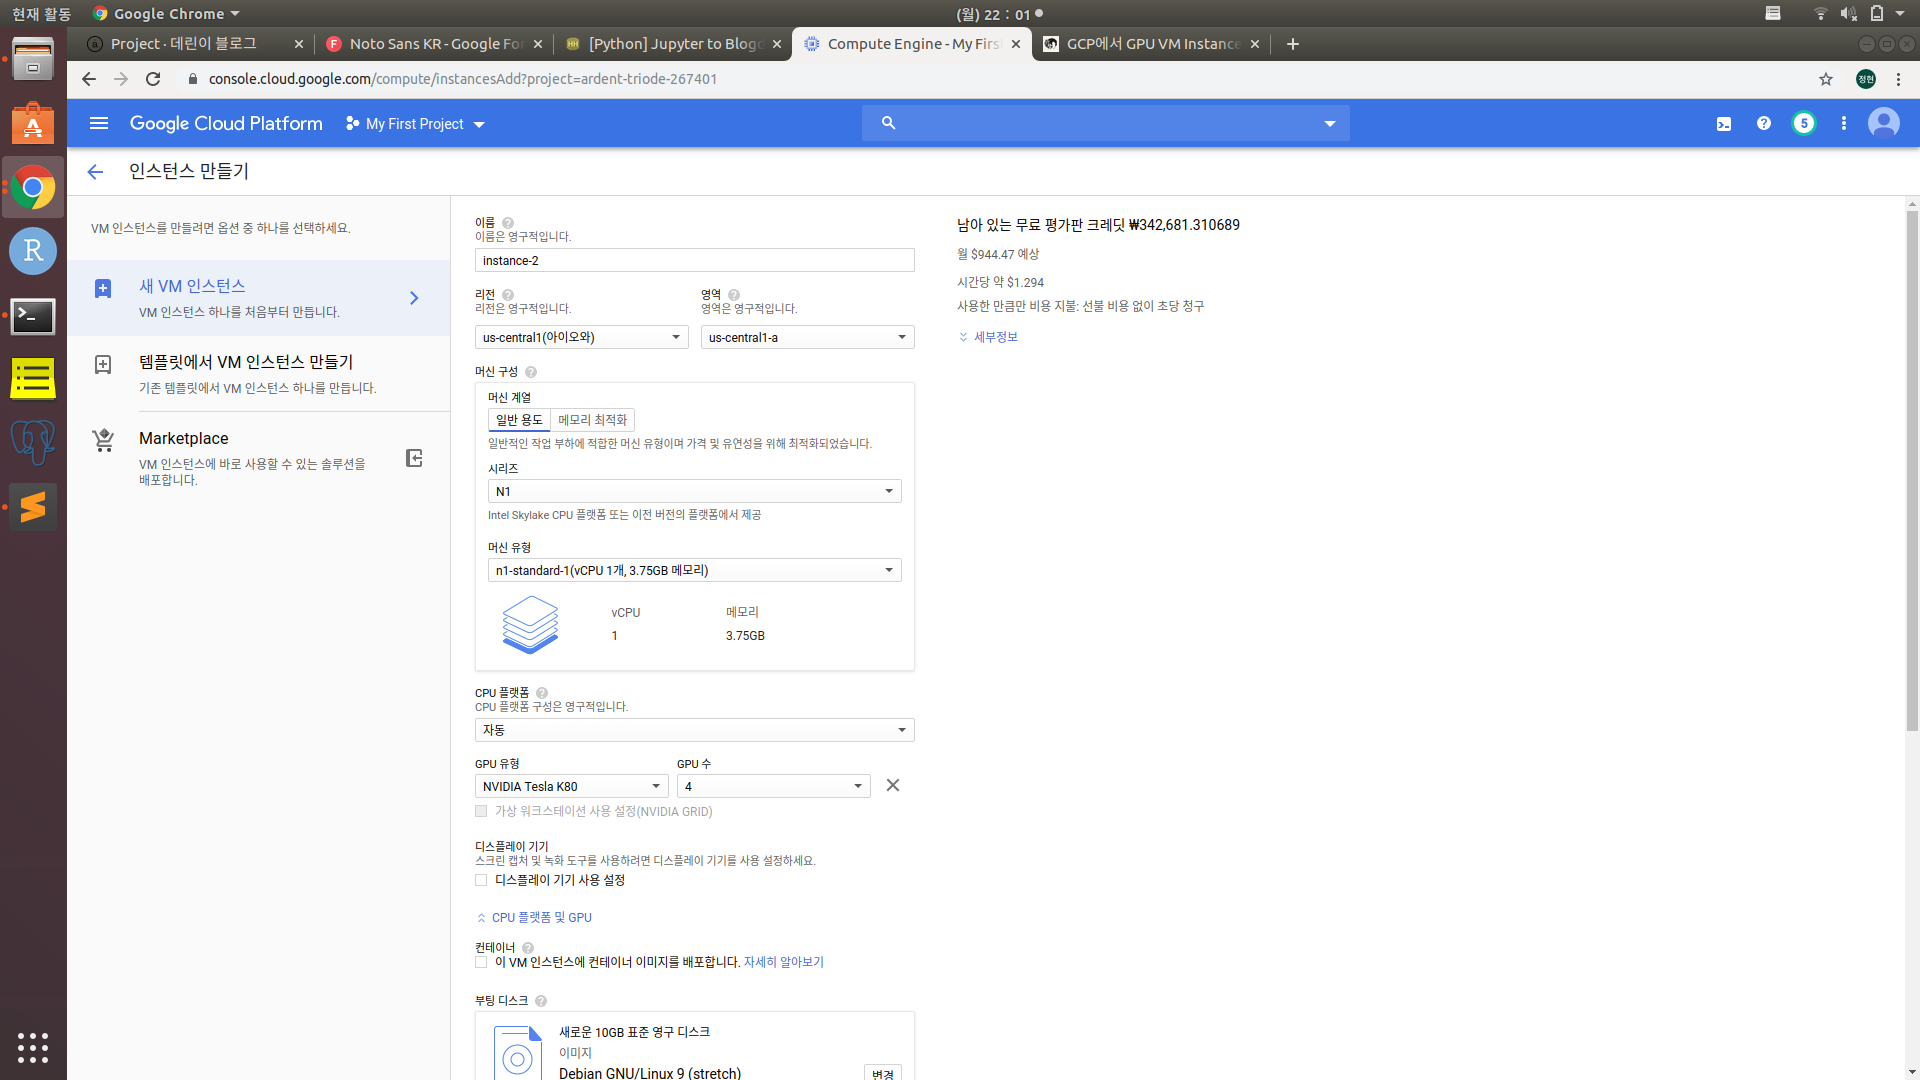 현재 활동
Google Chrome
(월) 22 : 01
Project · 데린이 블로그
Noto Sans KR - Google Fo
[Python] Jupyter to Blog
Compute Engine - My Firs
GCP에서 GPU VM Instance
console.cloud.google.com/compute/instancesAdd?project=ardent-triode-267401
정현
Google Cloud Platform
My First Project
5
인스턴스 만들기
VM 인스턴스를 만들려면 옵션 중 하나를 선택하세요.
새 VM 인스턴스
VM 인스턴스 하나를 처음부터 만듭니다.
템플릿에서 VM 인스턴스 만들기
기존 템플릿에서 VM 인스턴스 하나를 만듭니다.
Marketplace
VM 인스턴스에 바로 사용할 수 있는 솔루션을
배포합니다.
이름
이름은 영구적입니다.
instance-2
리전
리전은 영구적입니다.
us-central1(아이오와)
영역
영역은 영구적입니다.
us-central1-a
머신 구성
머신 계열
일반 용도
메모리 최적화
일반적인 작업 부하에 적합한 머신 유형이며 가격 및 유연성을 위해 최적화되었습니다.
시리즈
N1
Intel Skylake CPU 플랫폼 또는 이전 버전의 플랫폼에서 제공
머신 유형
n1-standard-1(vCPU 1개, 3.75GB 메모리)
vCPU
메모리
1
3.75GB
CPU 플랫폼
CPU 플랫폼 구성은 영구적입니다.
자동
GPU 유형
GPU 수
NVIDIA Tesla K80
4
가상 워크스테이션 사용 설정(NVIDIA GRID)
디스플레이 기기
스크린 캡처 및 녹화 도구를 사용하려면 디스플레이 기기를 사용 설정하세요.
디스플레이 기기 사용 설정
CPU 플랫폼 및 GPU
컨테이너
이 VM 인스턴스에 컨테이너 이미지를 배포합니다. 자세히 알아보기
부팅 디스크
새로운 10GB 표준 영구 디스크
이미지
Debian GNU/Linux 9 (stretch)
변경
남아 있는 무료 평가판 크레딧 ₩342,681.310689
월 $944.47 예상
시간당 약 $1.294
사용한 만큼만 비용 지불: 선불 비용 없이 초당 청구
세부정보